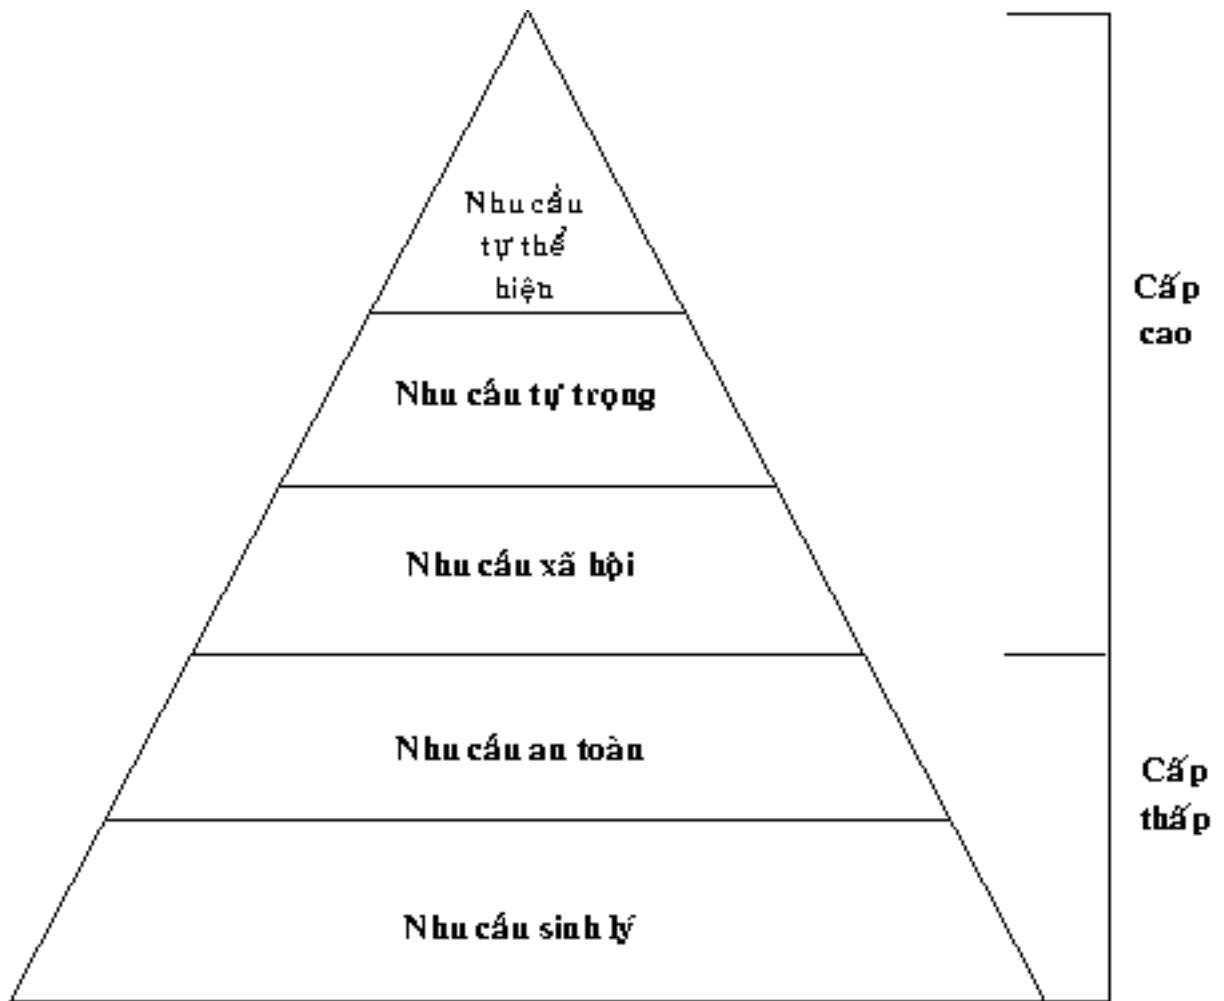 Nhu cầu
tự thể
hiện
Cấp
cao
Nhu cầu tự trọng
Nhu cầu xã hội
Nhu cầu an toàn
Cấp
thấp
Nhu cầu sinh lý